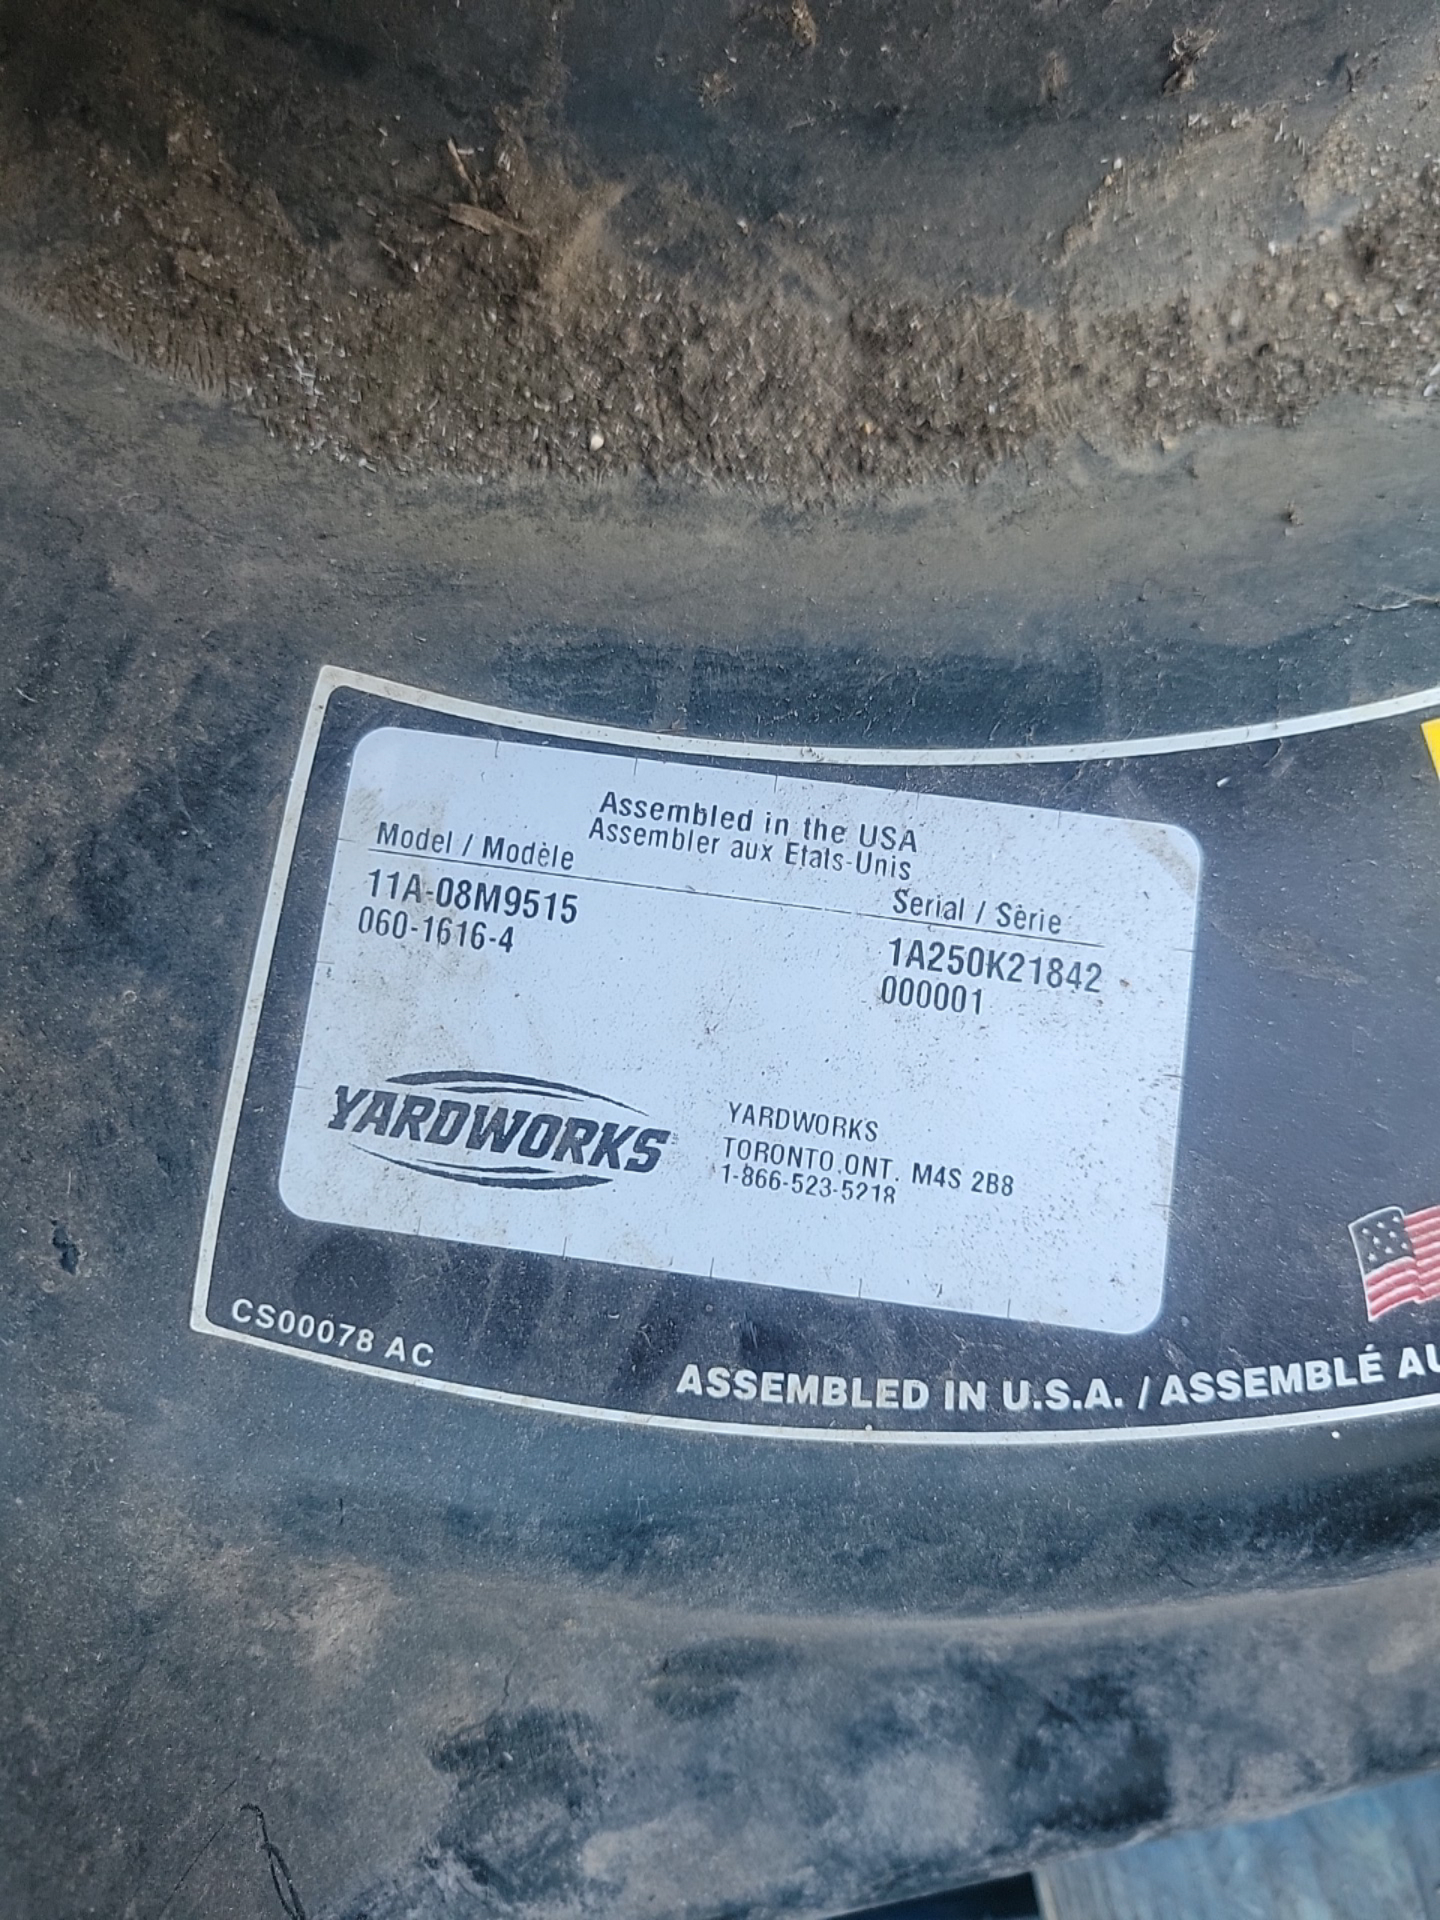 Assembled in the USA
Assembler aux Etats-Unis
Model / Modèle
11A-08M9515
060-1616-4
Serial / Série
1A250K21842
000001
YARDWORKS
YARDWORKS
TORONTO,ONT. M4S 2B8
1-866-523-5218
CS00078 AC
ASSEMBLED IN U.S.A. / ASSEMBLÉ AU